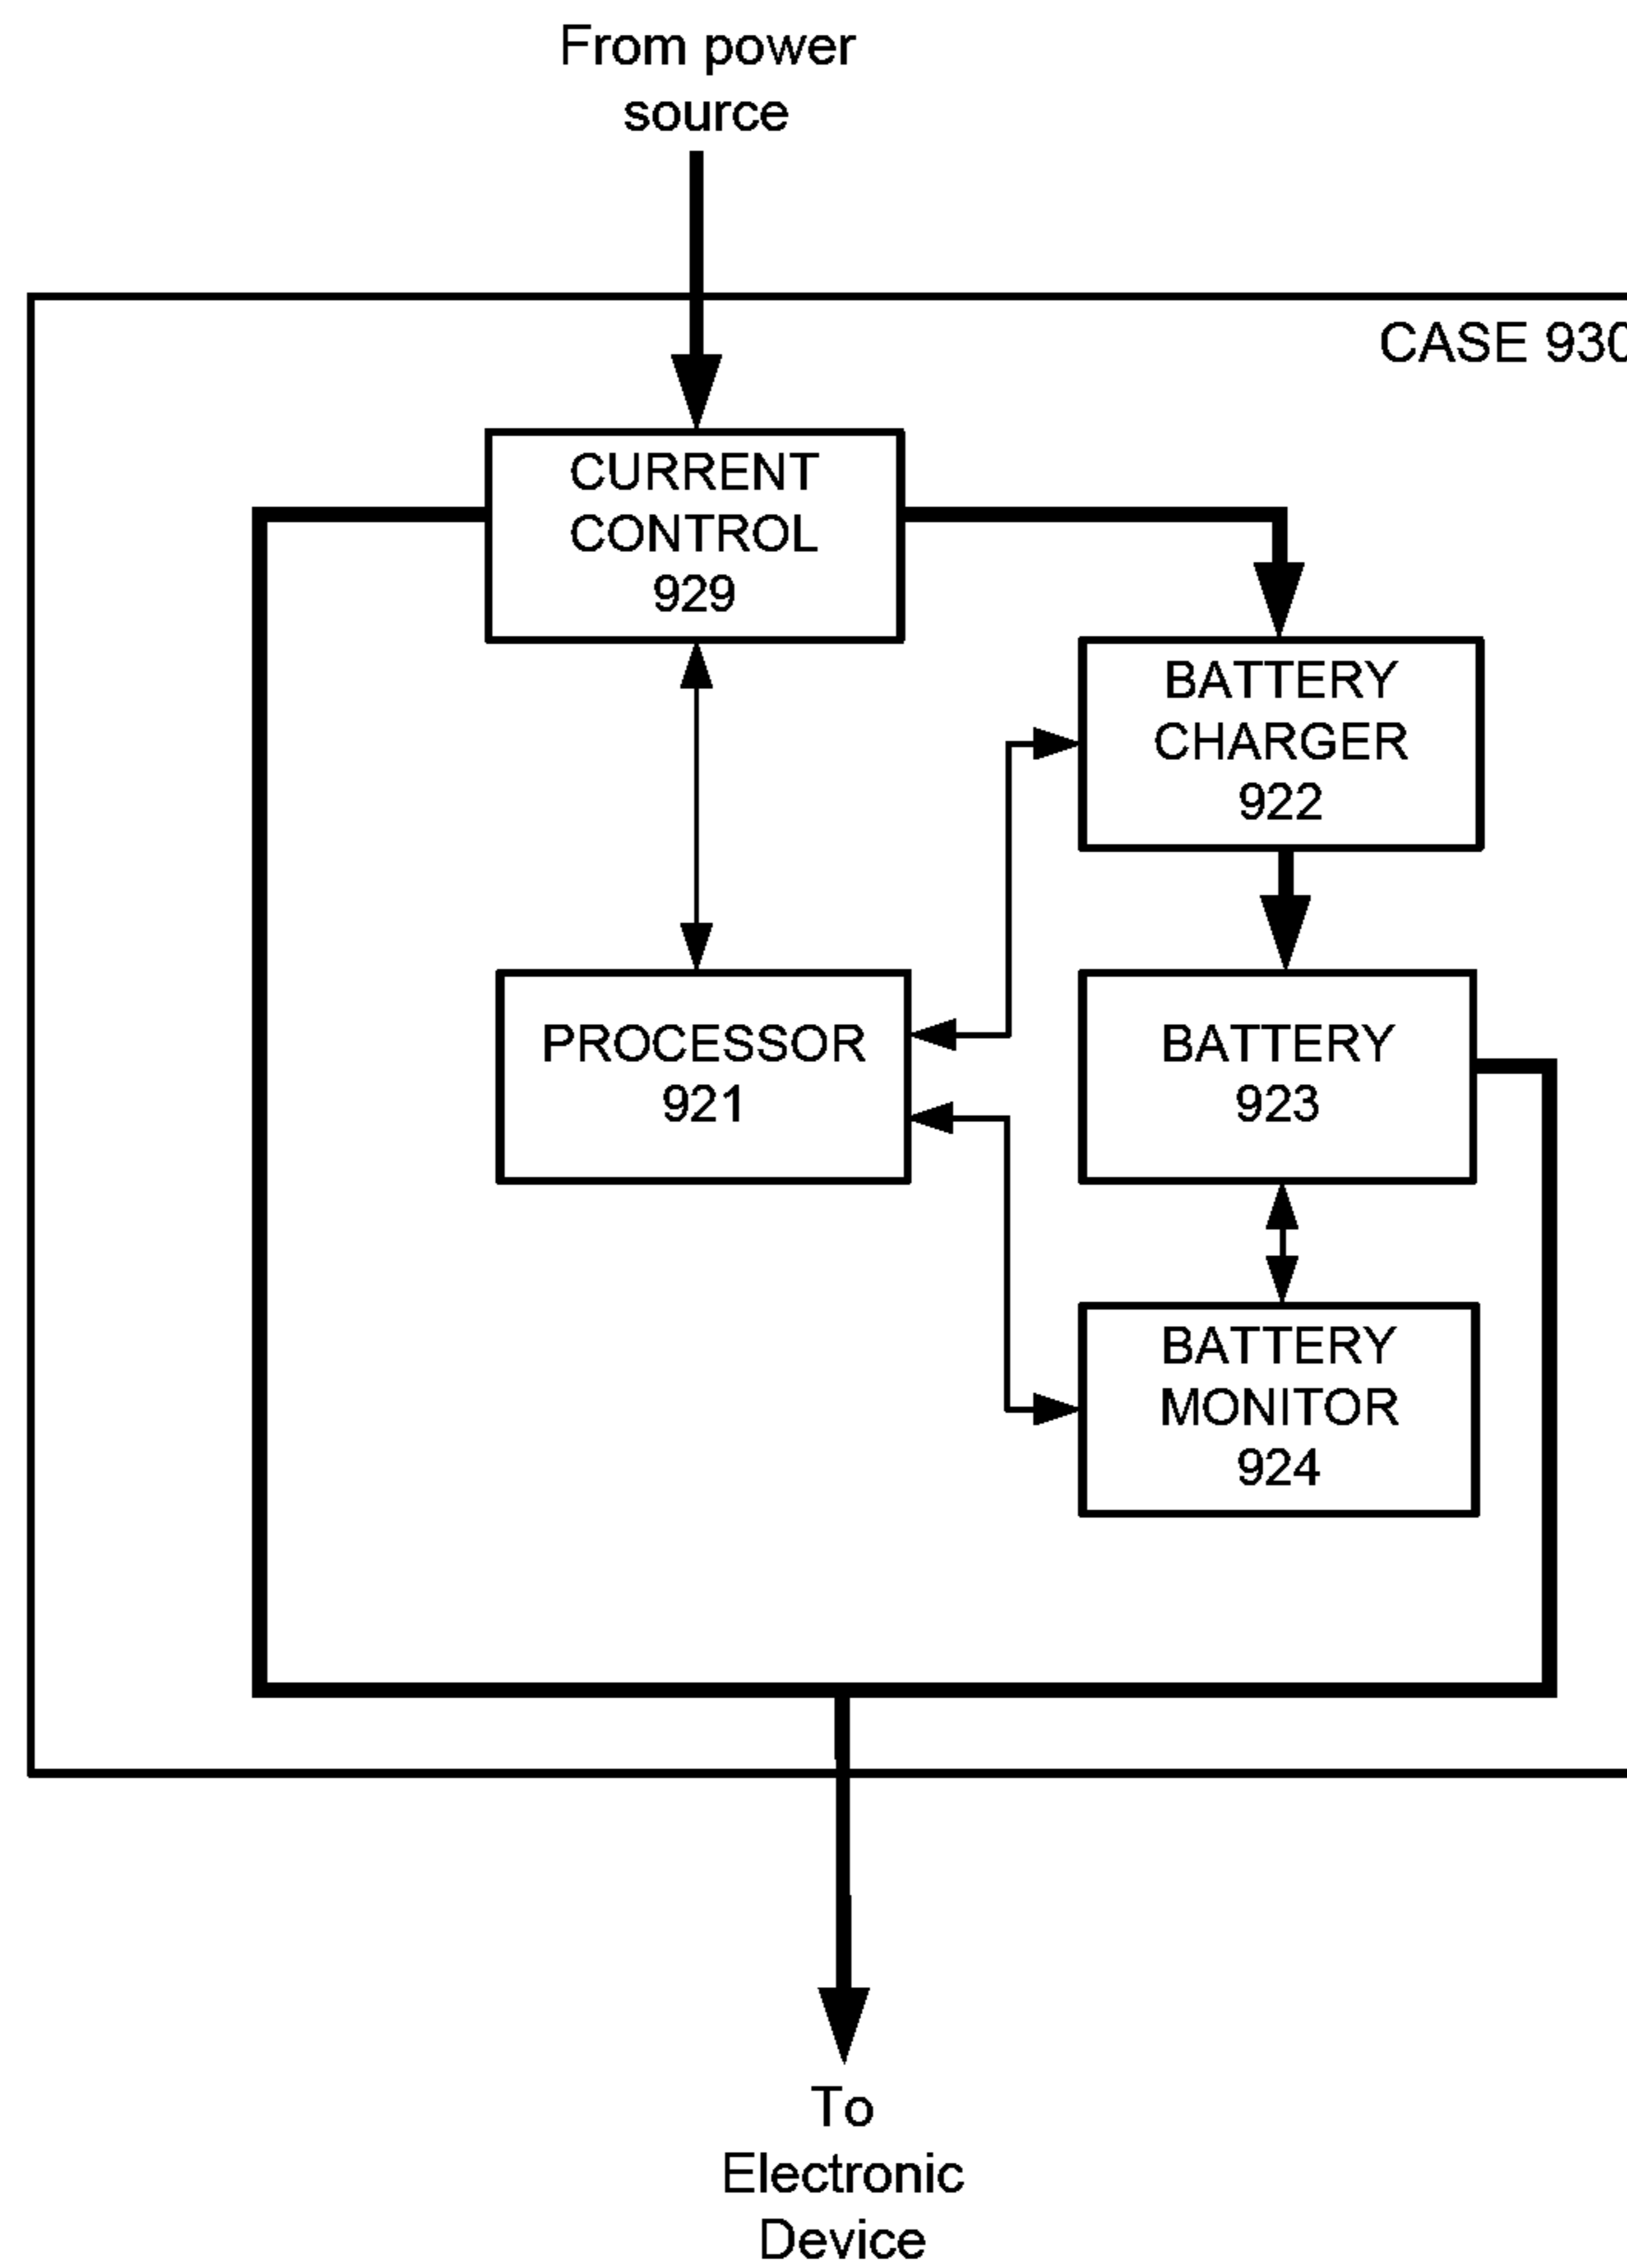 From power
source
CASE 930
CURRENT
CONTROL
929
BATTERY
CHARGER
922
PROCESSOR
921
BATTERY
923
BATTERY
MONITOR
924
To
Electronic
Device